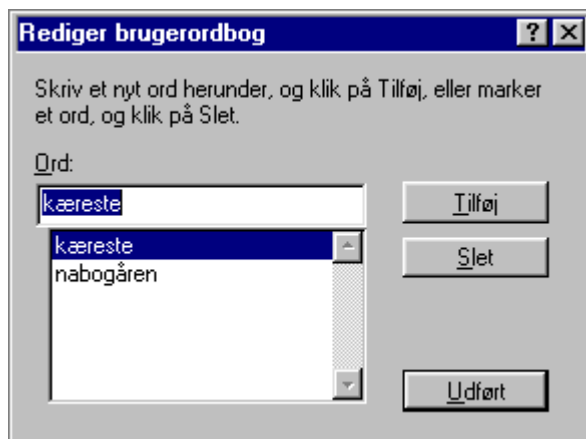 Rediger brugerordbog
Skriv et nyt ord herunder, og klik på Tilføj, eller marker
et ord, og klik på Slet.
Ord:
kæreste
Tilføj
kæreste
Slet
nabogåren
Udført